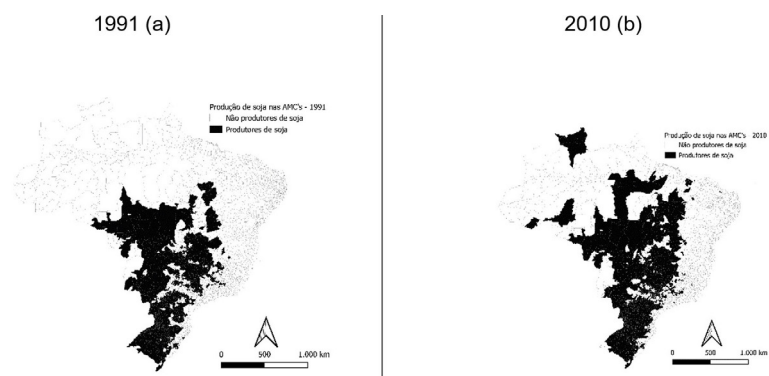 1991 (a)
Produção de soja nas AMC's - 1991
Não produtores de soja
Produtores de soja
0 500 1.000 km
2010 (b)
Produção de soja nas AMC's 2010
Não produtores de soja
Produtores de soja
0 500 1.000 km